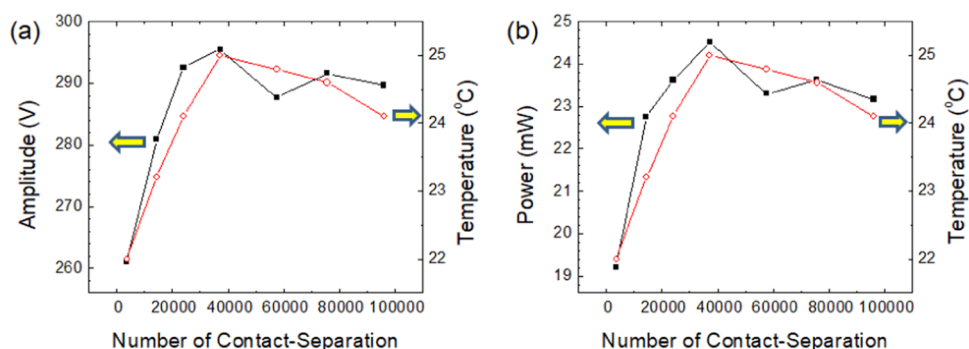 (a)
300
290
280
270
260
Amplitude (V)
25
24
23
22
Temperature (⁰C)
0 20000 40000 60000 80000 100000
Number of Contact-Separation
(b)
25
24
23
22
21
20
19
Power (mW)
25
24
23
22
Temperature (⁰C)
0 20000 40000 60000 80000 100000
Number of Contact-Separation